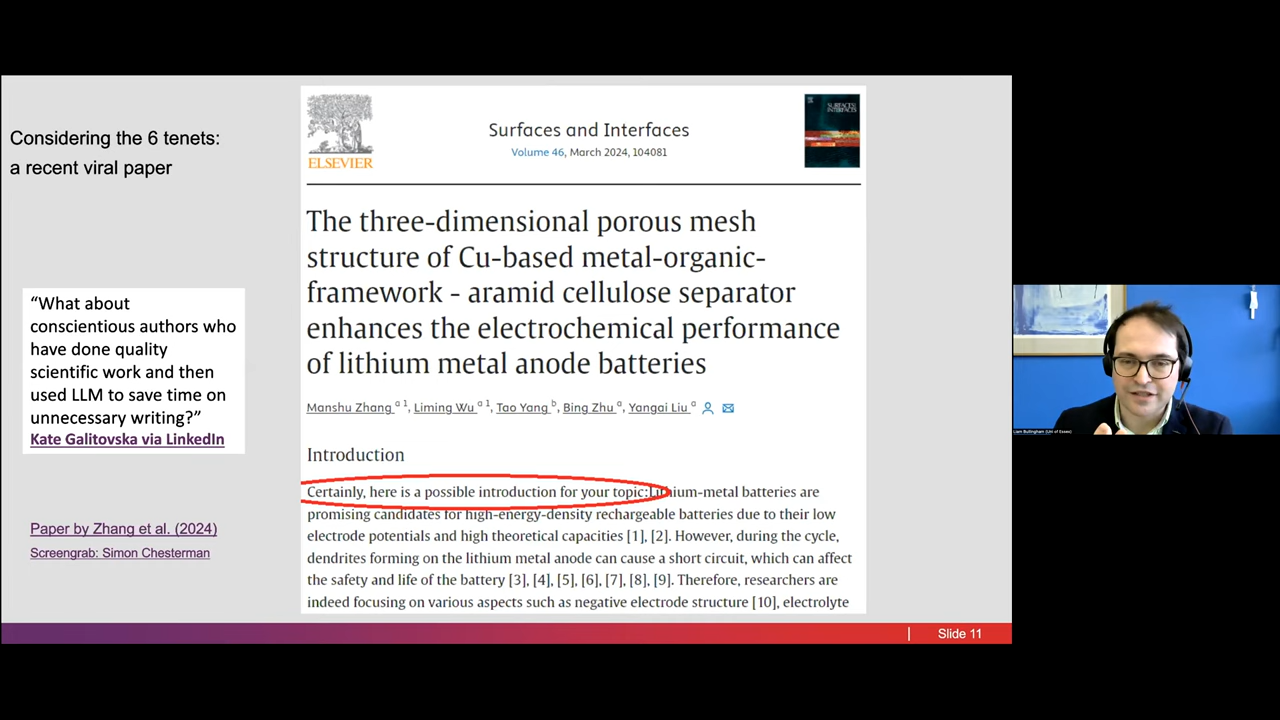 Considering the 6 tenets:
a recent viral paper
“What about
conscientious authors who
have done quality
scientific work and then
used LLM to save time on
unnecessary writing?”
Kate Galitovska via LinkedIn
Paper by Zhang et al. (2024)
Screengrab: Simon Chesterman
ELSEVIER
Surfaces and Interfaces
Volume 46, March 2024, 104081
SURFACES AND INTERFACES
The three-dimensional porous mesh
structure of Cu-based metal-organic-
framework - aramid cellulose separator
enhances the electrochemical performance
of lithium metal anode batteries
Manshu Zhang a 1, Liming Wu a 1, Tao Yang b, Bing Zhu a, Yangai Liu a
Introduction
Certainly, here is a possible introduction for your topic:Lithium-metal batteries are
promising candidates for high-energy-density rechargeable batteries due to their low
electrode potentials and high theoretical capacities [1], [2]. However, during the cycle,
dendrites forming on the lithium metal anode can cause a short circuit, which can affect
the safety and life of the battery [3], [4], [5], [6], [7], [8], [9]. Therefore, researchers are
indeed focusing on various aspects such as negative electrode structure [10], electrolyte
Slide 11
Liam Bullingham (Uni of Essex)